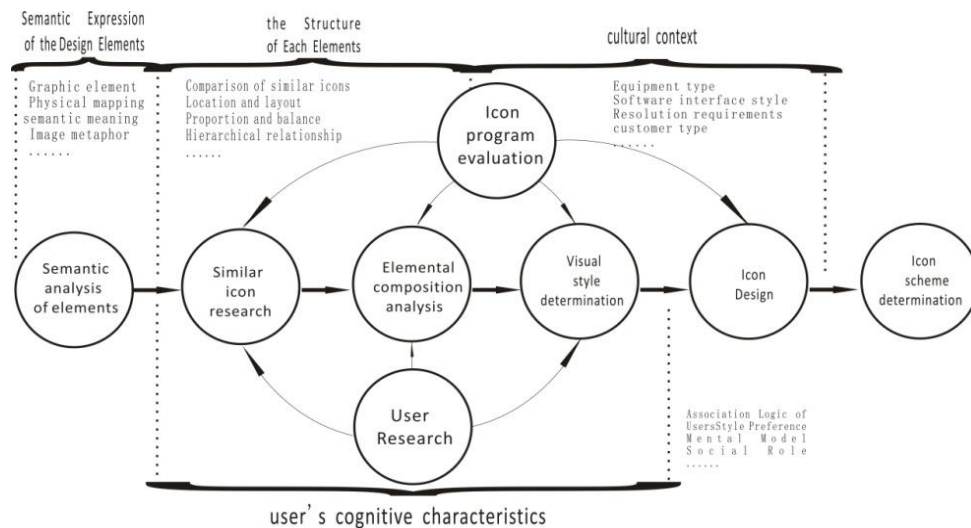 Semantic Expression
of the Design Elements
the Structure
of Each Elements
cultural context
Graphic element
Physical mapping
semantic meaning
Image metaphor
......
Comparison of similar icons
Location and layout
Proportion and balance
Hierarchical relationship
......
Icon
program
evaluation
Equipment type
Software interface style
Resolution requirements
customer type
......
Semantic
analysis
of elements
Similar
icon
research
Elemental
composition
analysis
Visual
style
determination
Icon
Design
Icon
scheme
determination
User
Research
Association Logic of
UsersStyle Preference
Mental Model
Social Role
......
user's cognitive characteristics